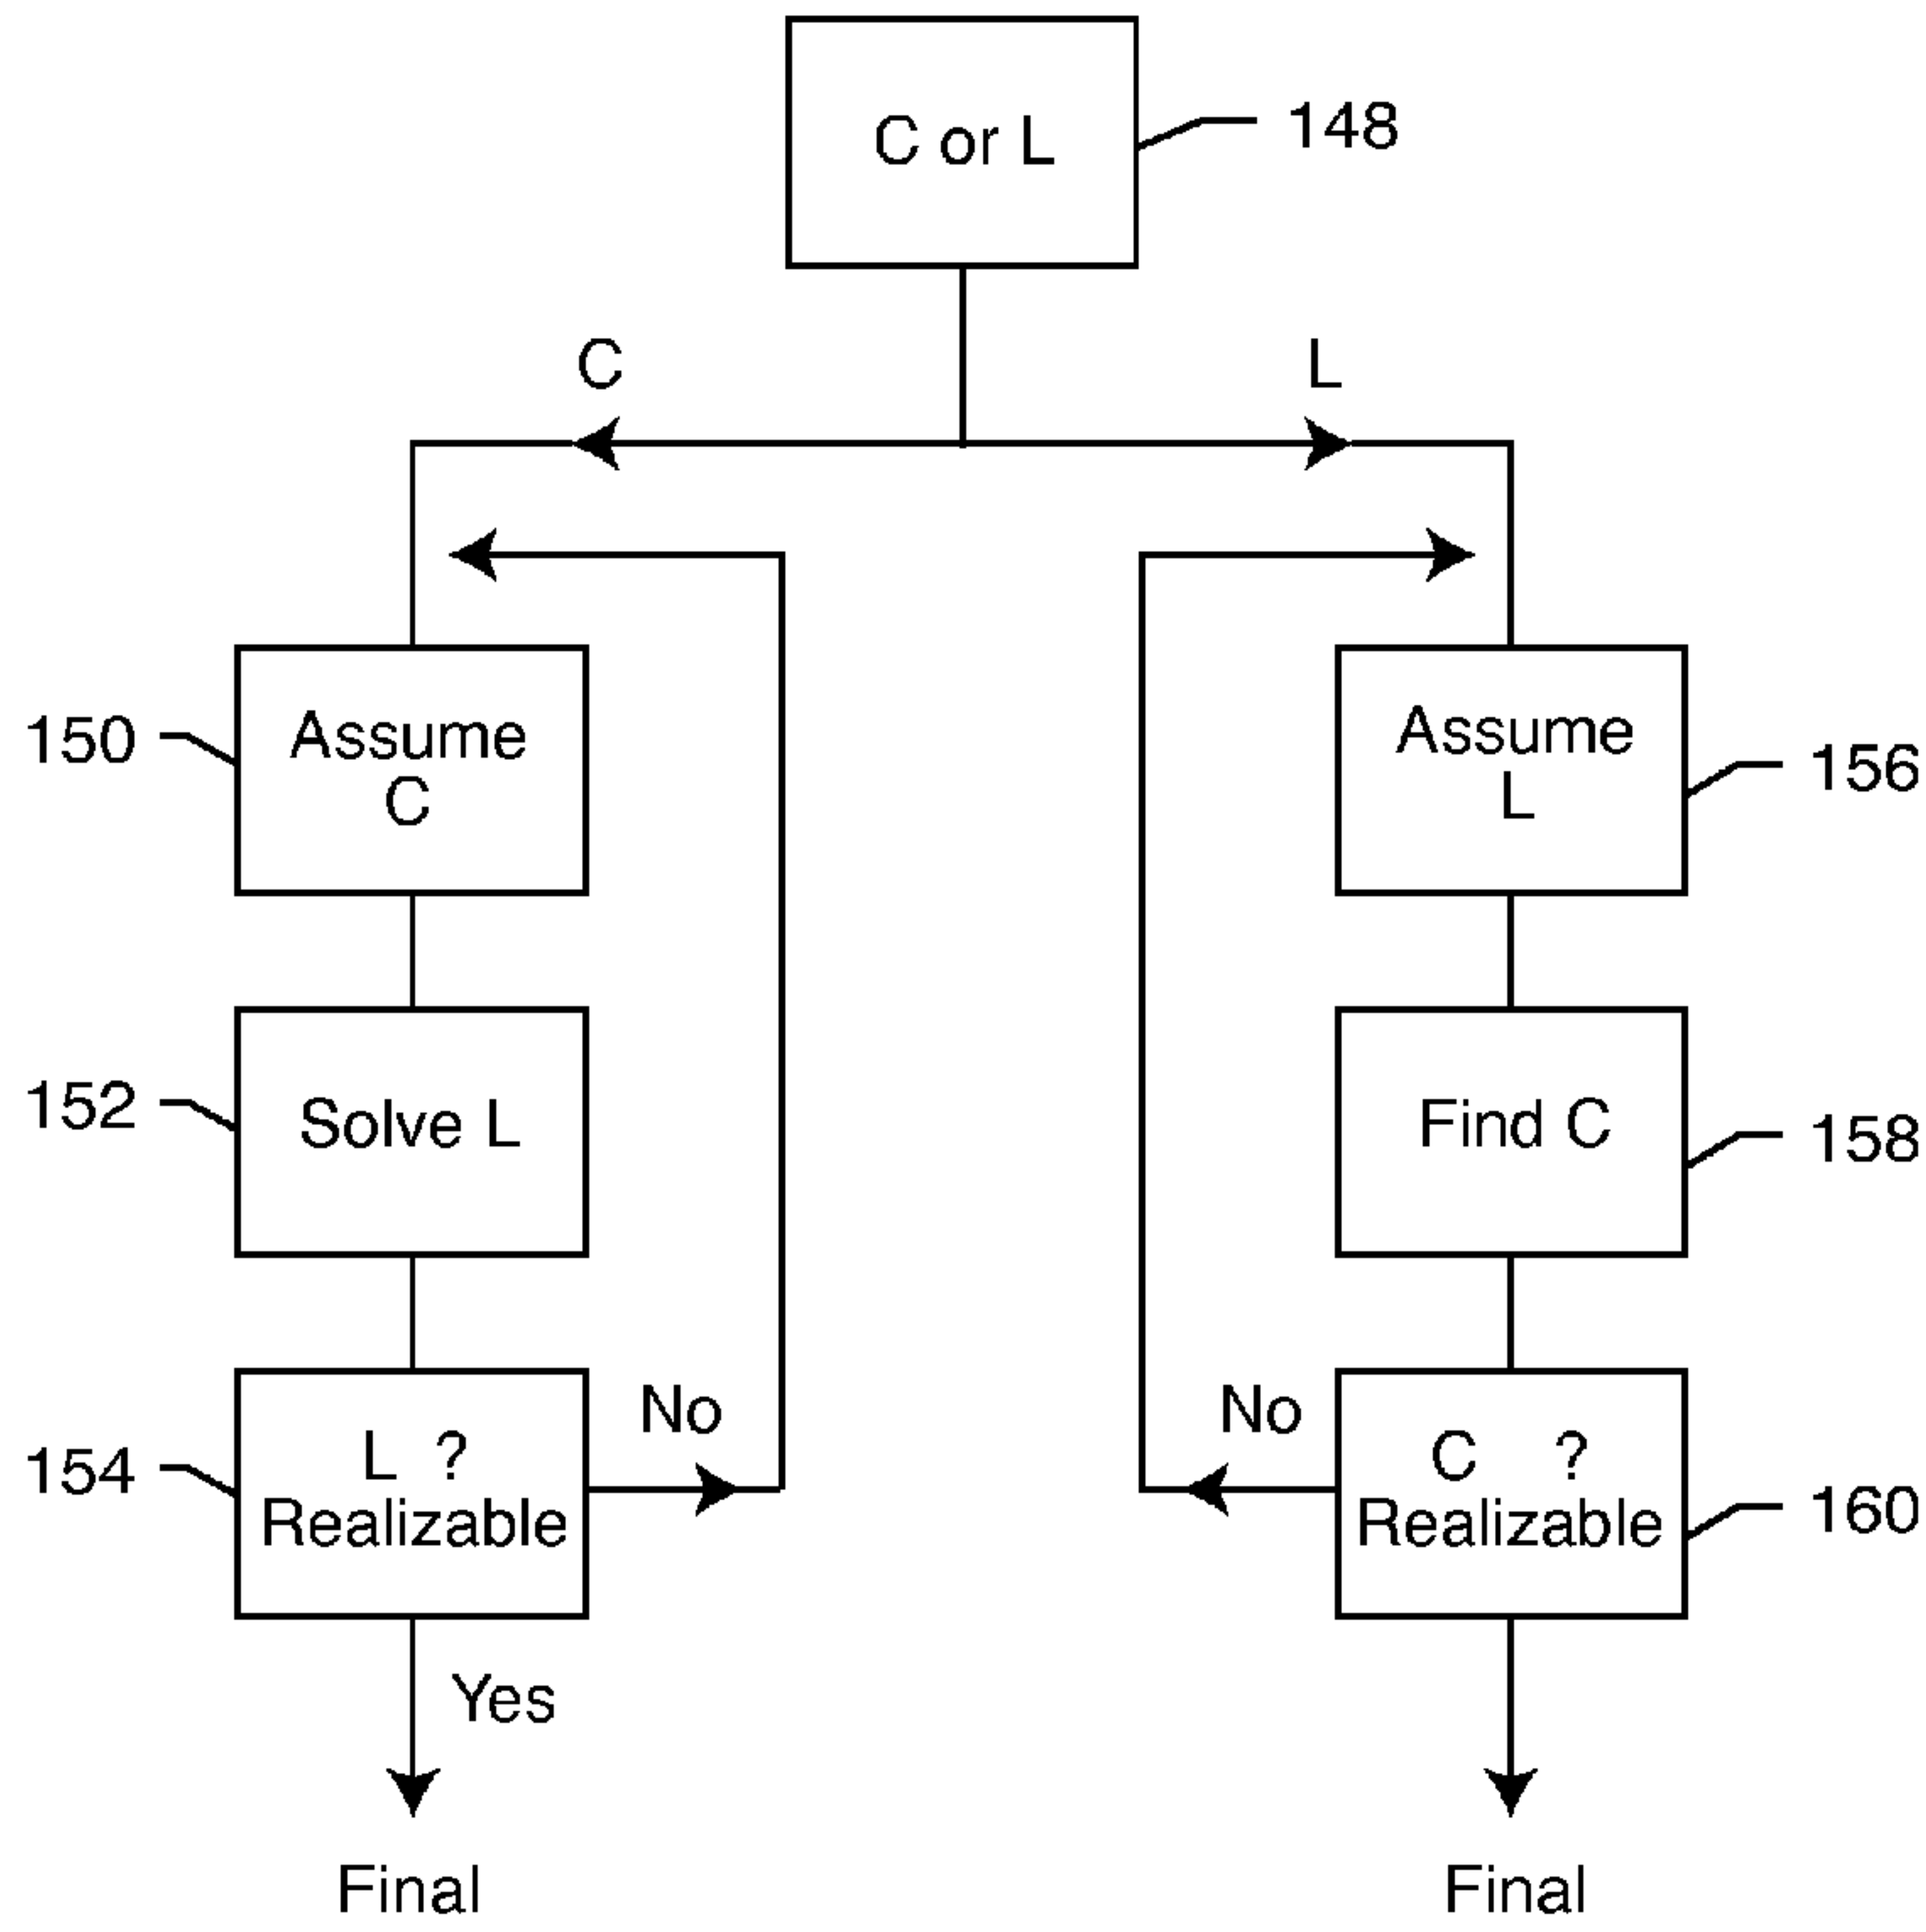 C or L
148
C
L
150
Assume
C
Assume
L
156
152
Solve L
Find C
158
154
L ?
Realizable
No
No
C ?
Realizable
160
Yes
Final
Final